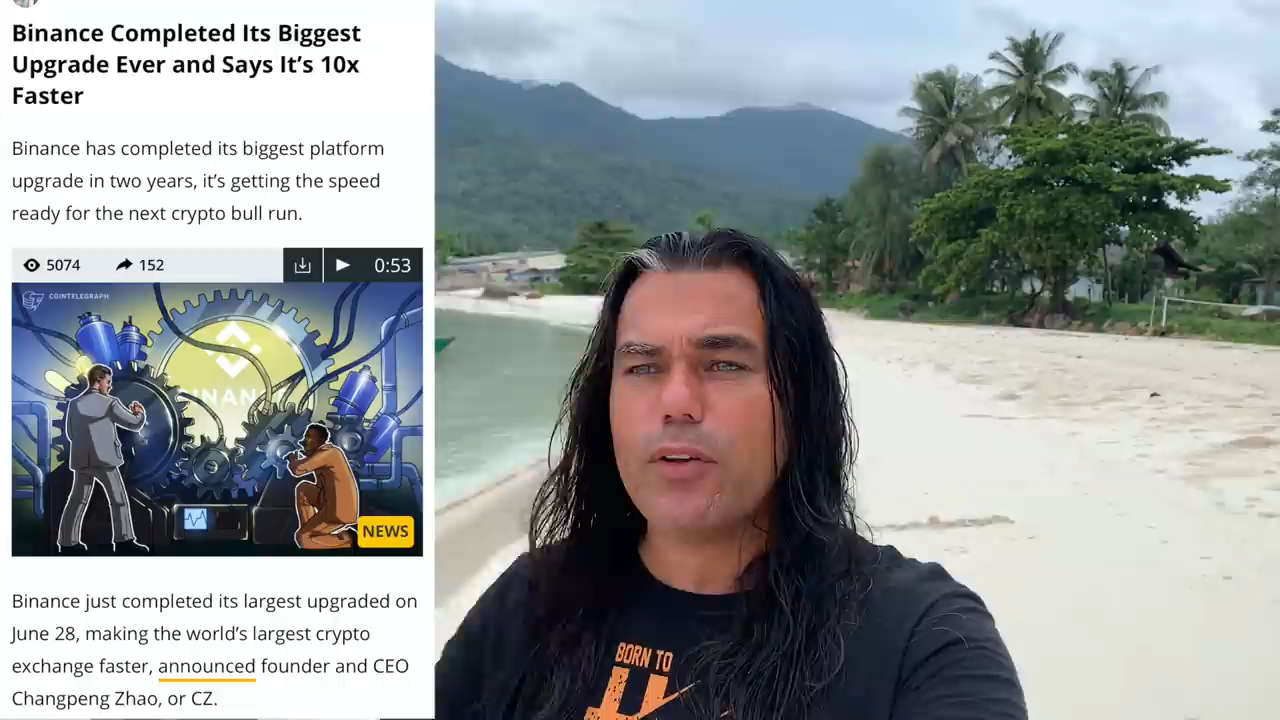 Binance Completed Its Biggest
Upgrade Ever and Says It’s 10x
Faster
Binance has completed its biggest platform
upgrade in two years, it’s getting the speed
ready for the next crypto bull run.
5074 152 0:53
COINTELEGRAPH
BINAN
NEWS
Binance just completed its largest upgraded on
June 28, making the world’s largest crypto
exchange faster, announced founder and CEO
Changpeng Zhao, or CZ.
BORN TO